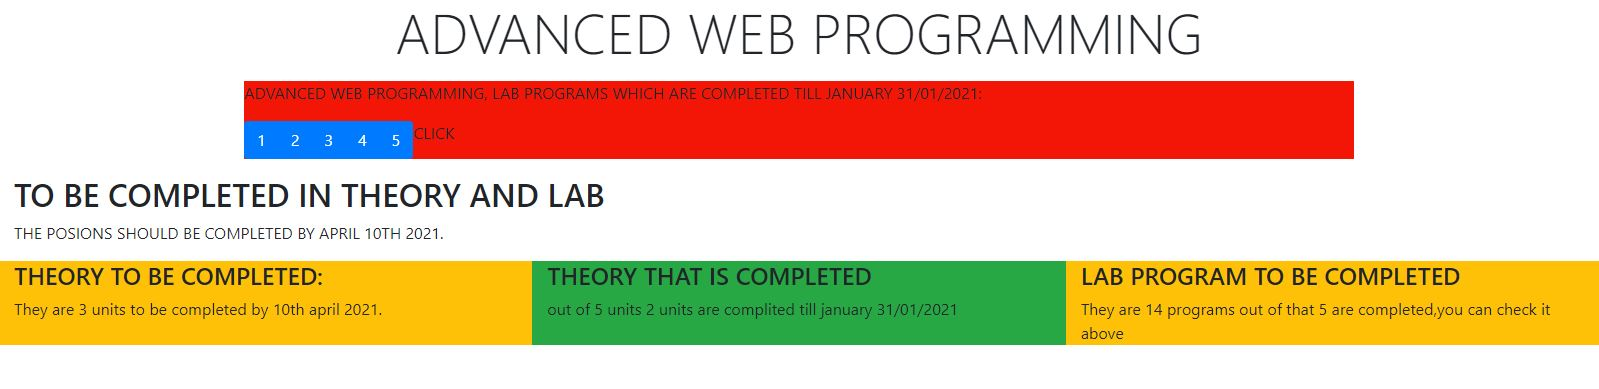 ADVANCED WEB PROGRAMMING
ADVANCED WEB PROGRAMMING, LAB PROGRAMS WHICH ARE COMPLETED TILL JANUARY 31/01/2021:
1 2 3 4 5 CLICK
TO BE COMPLETED IN THEORY AND LAB
THE POSIONS SHOULD BE COMPLETED BY APRIL 10TH 2021.
THEORY TO BE COMPLETED:
They are 3 units to be completed by 10th april 2021.
THEORY THAT IS COMPLETED
out of 5 units 2 units are complited till january 31/01/2021
LAB PROGRAM TO BE COMPLETED
They are 14 programs out of that 5 are completed,you can check it
above